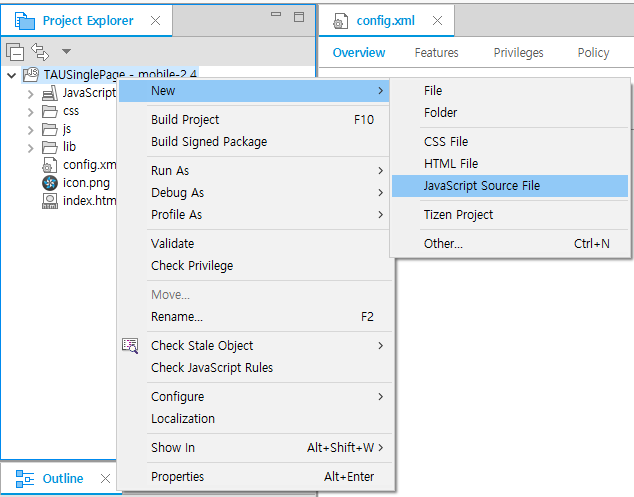 Project Explorer
config.xml
Overview Features Privileges Policy
TAUSinglePage - mobile-2.4
JavaScript
css
js
lib
config.xm
icon.png
index.htm
New
Build Project F10
Build Signed Package
Run As
Debug As
Profile As
Validate
Check Privilege
Move...
Rename... F2
Check Stale Object
Check JavaScript Rules
Configure
Localization
Show In Alt+Shift+W
Properties Alt+Enter
File
Folder
CSS File
HTML File
JavaScript Source File
Tizen Project
Other... Ctrl+N
Outline